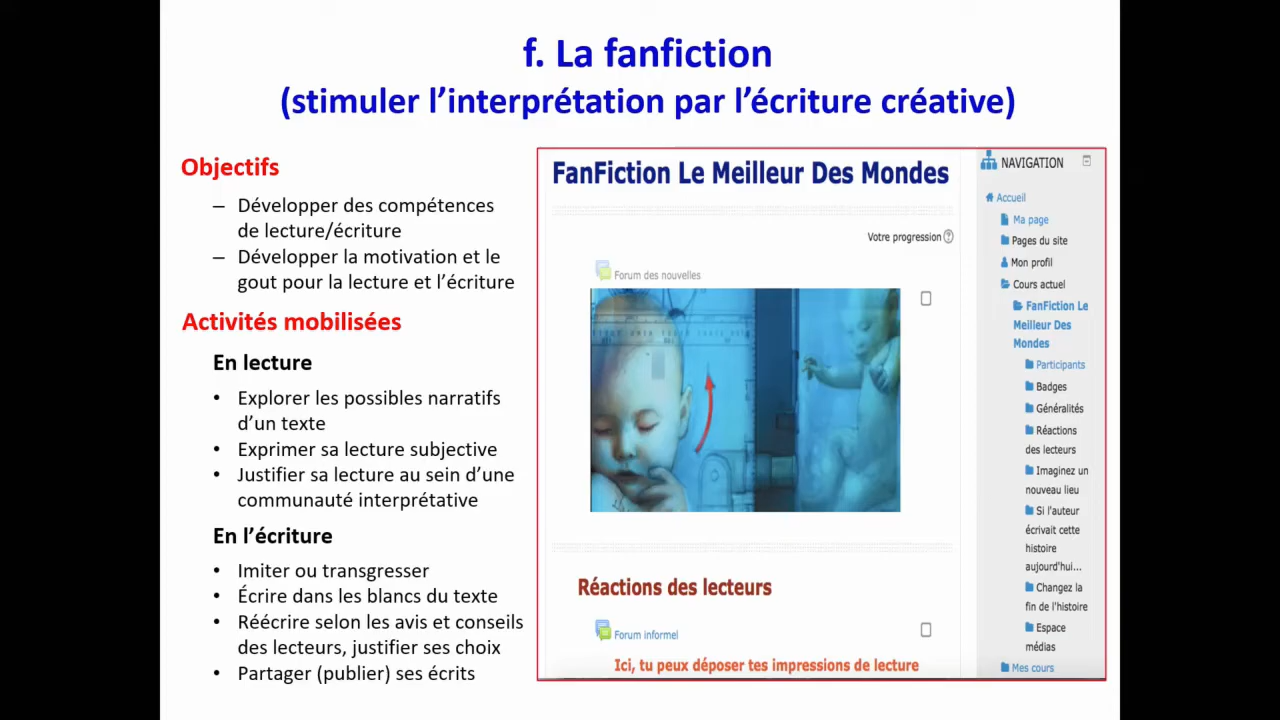 f. La fanfiction
(stimuler l’interprétation par l’écriture créative)
Objectifs
– Développer des compétences
de lecture/écriture
– Développer la motivation et le
gout pour la lecture et l’écriture
Activités mobilisées
En lecture
• Explorer les possibles narratifs
d’un texte
• Exprimer sa lecture subjective
• Justifier sa lecture au sein d’une
communauté interprétative
En l’écriture
• Imiter ou transgresser
• Écrire dans les blancs du texte
• Réécrire selon les avis et conseils
des lecteurs, justifier ses choix
• Partager (publier) ses écrits
FanFiction Le Meilleur Des Mondes
Votre progression
Forum des nouvelles
Réactions des lecteurs
Forum informel
Ici, tu peux déposer tes impressions de lecture
NAVIGATION
Accueil
Ma page
Pages du site
Mon profil
Cours actuel
FanFiction Le
Meilleur Des
Mondes
Participants
Badges
Généralités
Réactions
des lecteurs
Imaginez un
nouveau lieu
Si l'auteur
écrivait cette
histoire
aujourd'hui...
Changez la
fin de l'histoire
Espace
médias
Mes cours